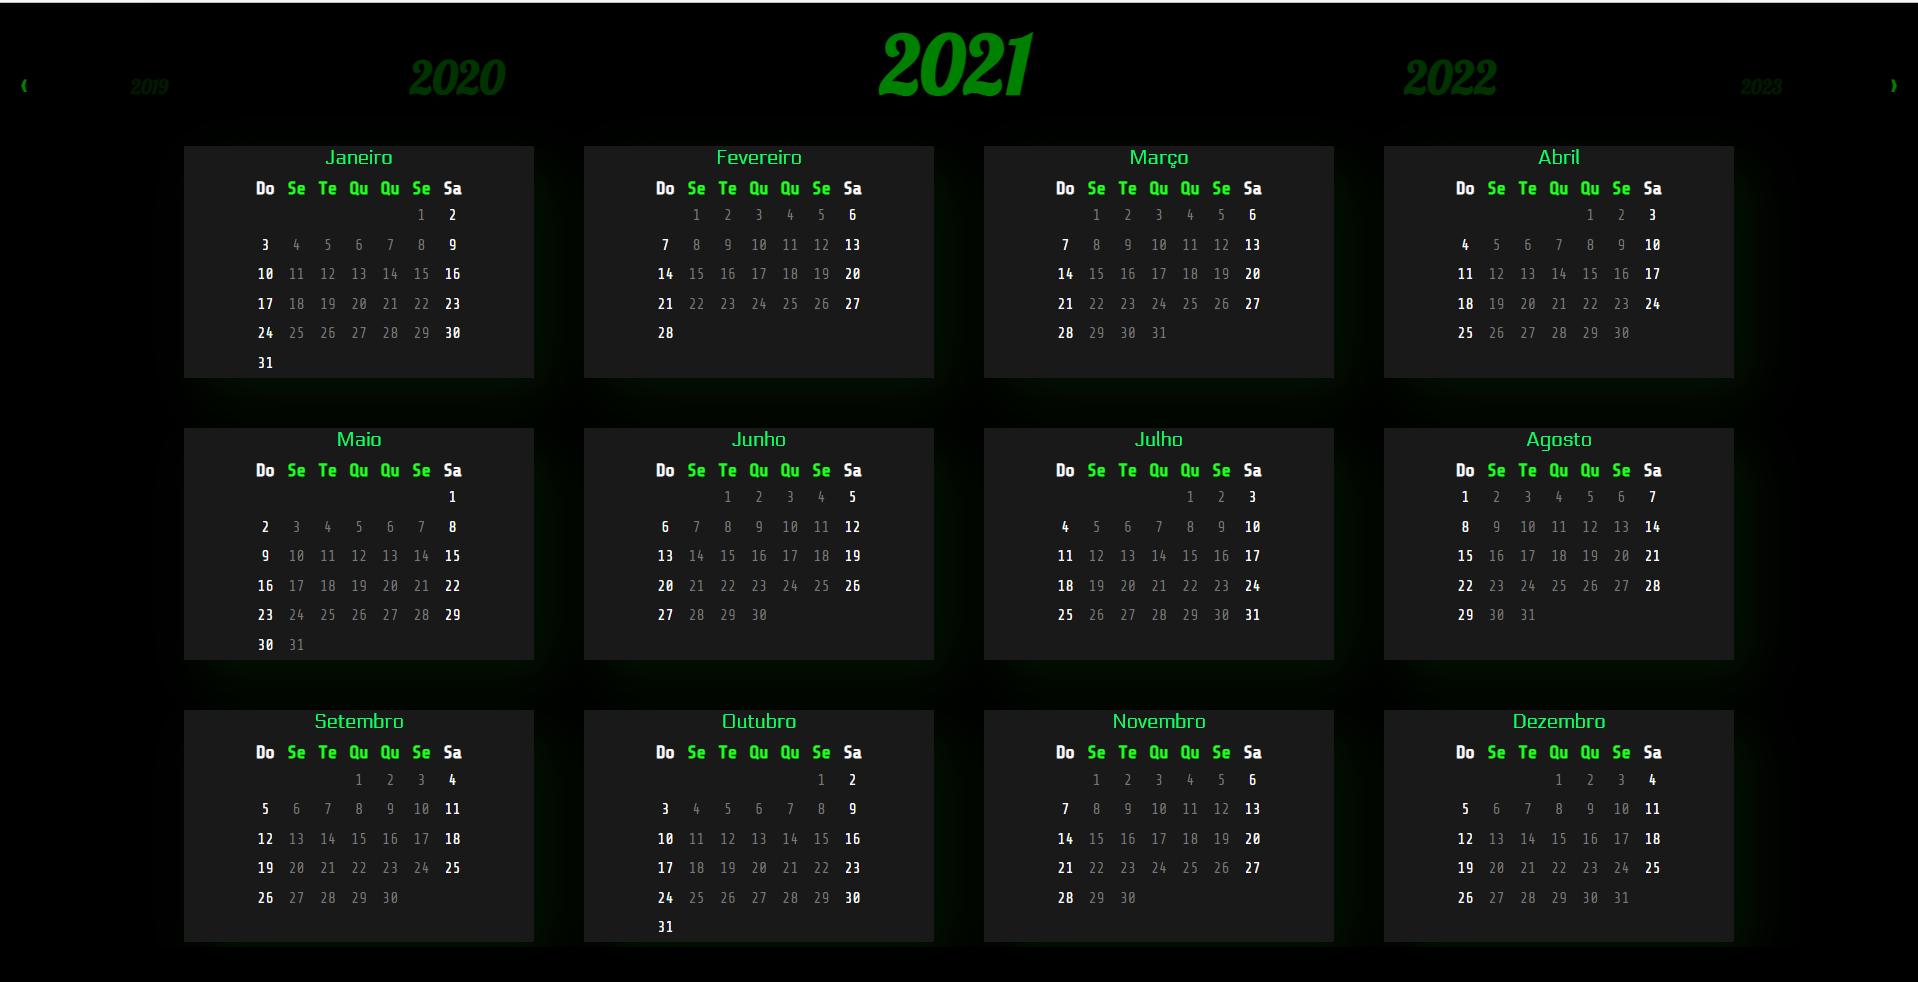 ‹ 2019 2020 2021 2022 2023 ›
Janeiro
Do Se Te Qu Qu Se Sa
1 2
3 4 5 6 7 8 9
10 11 12 13 14 15 16
17 18 19 20 21 22 23
24 25 26 27 28 29 30
31
Fevereiro
Do Se Te Qu Qu Se Sa
1 2 3 4 5 6
7 8 9 10 11 12 13
14 15 16 17 18 19 20
21 22 23 24 25 26 27
28
Março
Do Se Te Qu Qu Se Sa
1 2 3 4 5 6
7 8 9 10 11 12 13
14 15 16 17 18 19 20
21 22 23 24 25 26 27
28 29 30 31
Abril
Do Se Te Qu Qu Se Sa
1 2 3
4 5 6 7 8 9 10
11 12 13 14 15 16 17
18 19 20 21 22 23 24
25 26 27 28 29 30
Maio
Do Se Te Qu Qu Se Sa
1
2 3 4 5 6 7 8
9 10 11 12 13 14 15
16 17 18 19 20 21 22
23 24 25 26 27 28 29
30 31
Junho
Do Se Te Qu Qu Se Sa
1 2 3 4 5
6 7 8 9 10 11 12
13 14 15 16 17 18 19
20 21 22 23 24 25 26
27 28 29 30
Julho
Do Se Te Qu Qu Se Sa
1 2 3
4 5 6 7 8 9 10
11 12 13 14 15 16 17
18 19 20 21 22 23 24
25 26 27 28 29 30 31
Agosto
Do Se Te Qu Qu Se Sa
1 2 3 4 5 6 7
8 9 10 11 12 13 14
15 16 17 18 19 20 21
22 23 24 25 26 27 28
29 30 31
Setembro
Do Se Te Qu Qu Se Sa
1 2 3 4
5 6 7 8 9 10 11
12 13 14 15 16 17 18
19 20 21 22 23 24 25
26 27 28 29 30
Outubro
Do Se Te Qu Qu Se Sa
1 2
3 4 5 6 7 8 9
10 11 12 13 14 15 16
17 18 19 20 21 22 23
24 25 26 27 28 29 30
31
Novembro
Do Se Te Qu Qu Se Sa
1 2 3 4 5 6
7 8 9 10 11 12 13
14 15 16 17 18 19 20
21 22 23 24 25 26 27
28 29 30
Dezembro
Do Se Te Qu Qu Se Sa
1 2 3 4
5 6 7 8 9 10 11
12 13 14 15 16 17 18
19 20 21 22 23 24 25
26 27 28 29 30 31